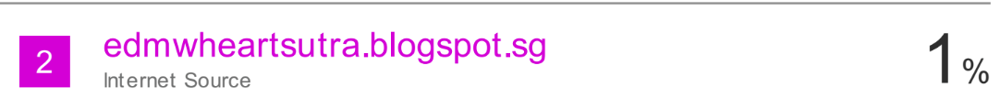 2
edmwheartsutra.blogspot.sg
Internet Source
1%